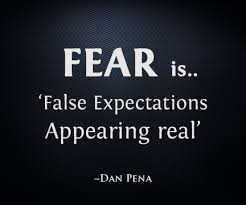 FEAR is..
‘False Expectations
Appearing real’
~Dan Pena